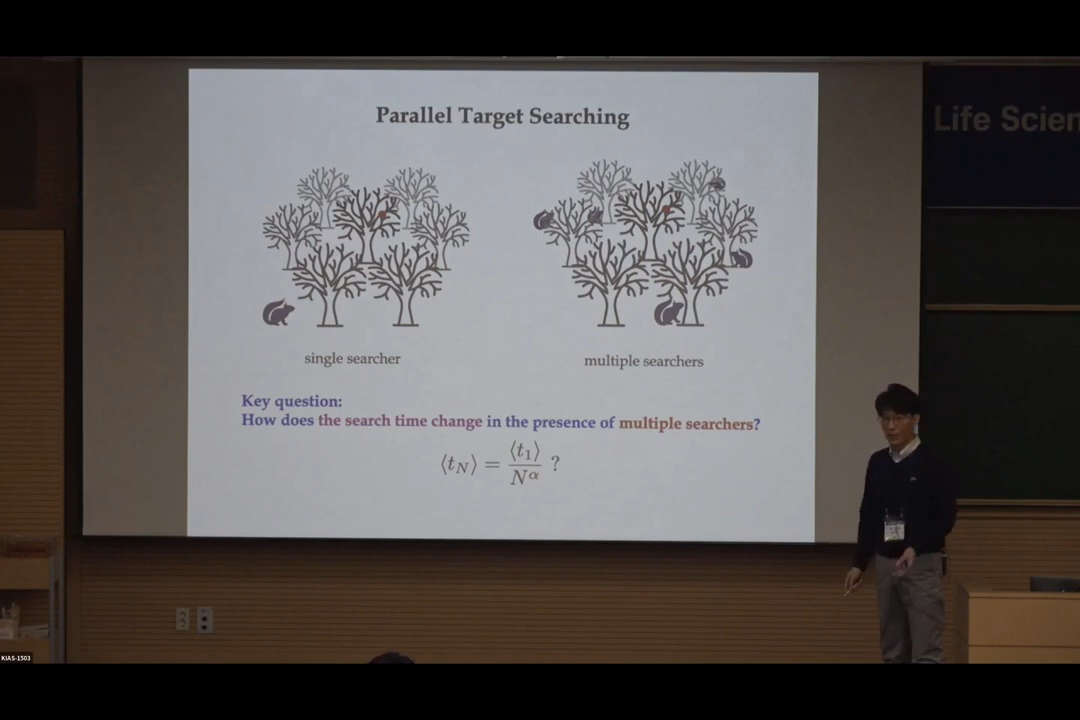 Parallel Target Searching
single searcher
multiple searchers
Key question:
How does the search time change in the presence of multiple searchers?
⟨t_N⟩ = ⟨t_1⟩ / N^α ?
Life Scien
KIAS-1503